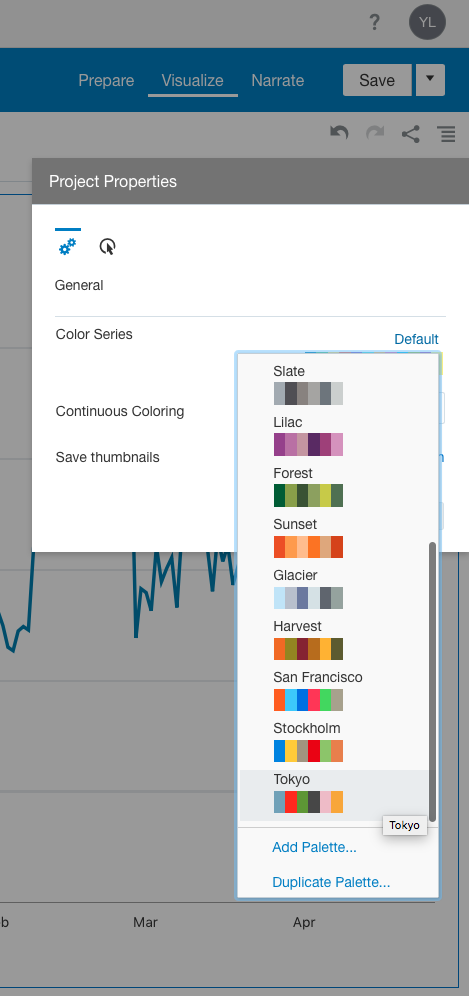 ?
YL
Prepare
Visualize
Narrate
Save
Project Properties
General
Color Series
Default
Slate
Continuous Coloring
Lilac
Save thumbnails
Forest
Sunset
Glacier
Harvest
San Francisco
Stockholm
Tokyo
Tokyo
Add Palette...
Duplicate Palette...
b
Mar
Apr